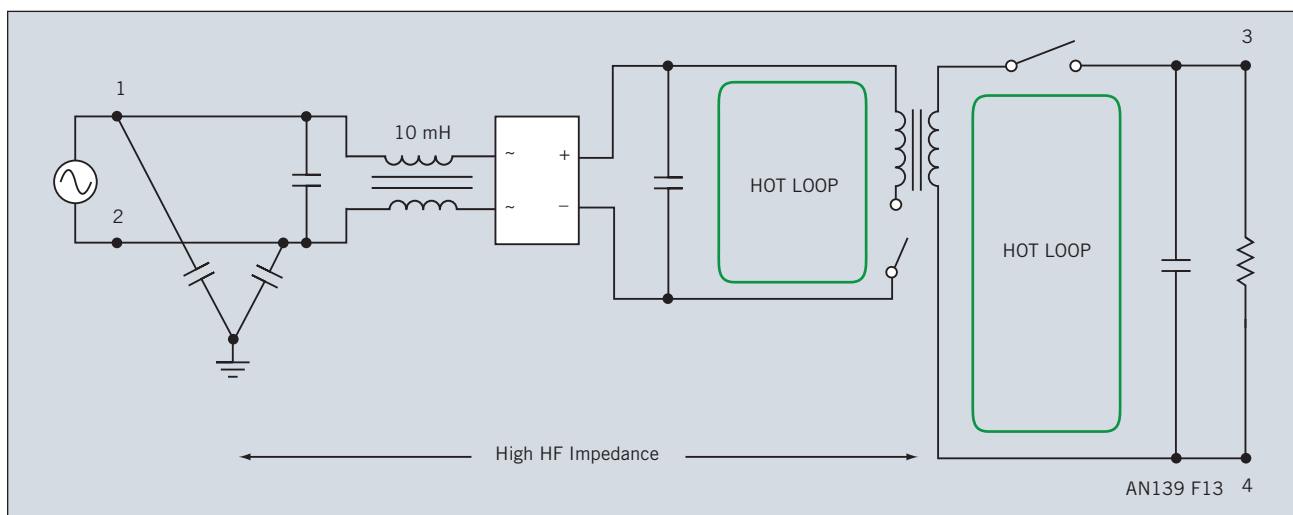 3
1
10 mH
~ +
HOT LOOP
2
~ −
HOT LOOP
High HF Impedance
AN139 F13 4